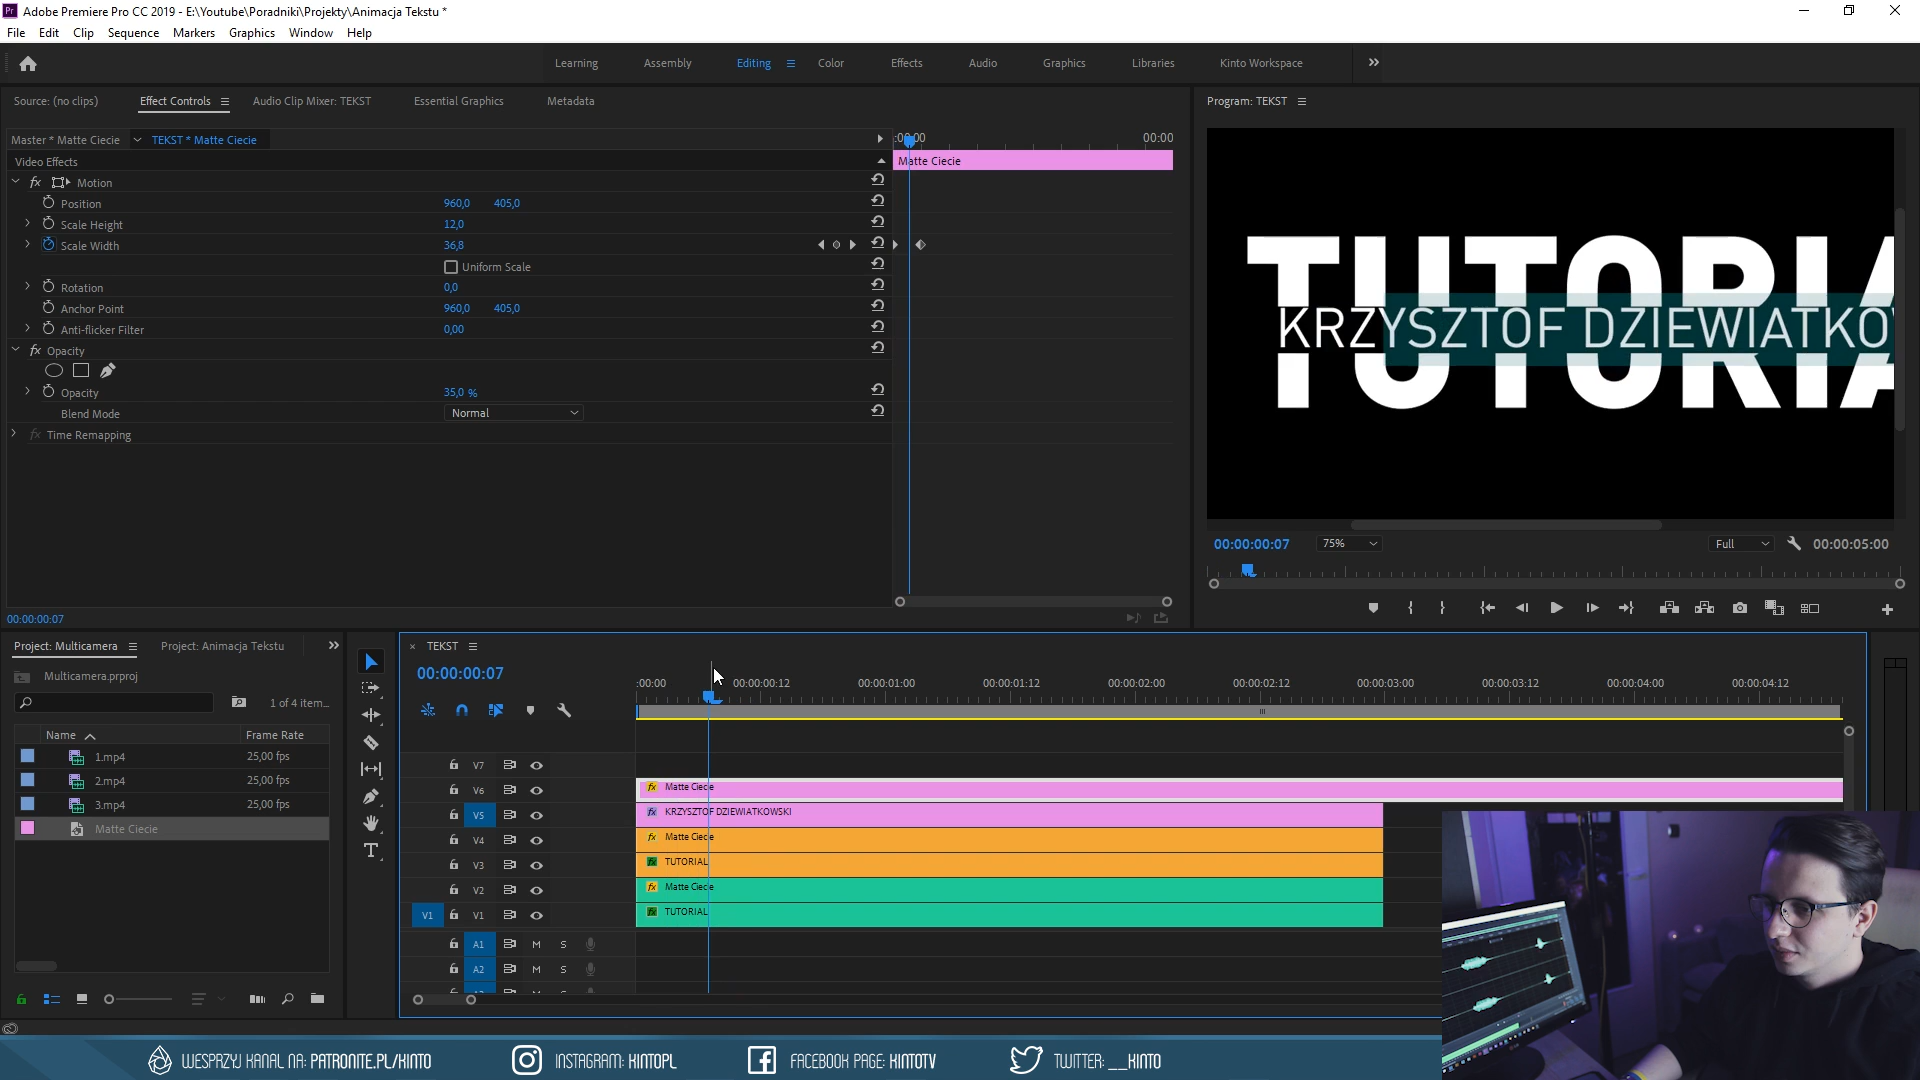 Adobe Premiere Pro CC 2019 - E:\Youtube\Poradniki\Projekty\Animacja Tekstu *
File Edit Clip Sequence Markers Graphics Window Help
Learning Assembly Editing Color Effects Audio Graphics Libraries Kinto Workspace
Source: (no clips) Effect Controls Audio Clip Mixer: TEKST Essential Graphics Metadata
Master * Matte Ciecie TEKST * Matte Ciecie
:00:00 00:00
Video Effects
Matte Ciecie
fx Motion
Position 960,0 405,0
Scale Height 12,0
Scale Width 36,8
Uniform Scale
Rotation 0,0
Anchor Point 960,0 405,0
Anti-flicker Filter 0,00
fx Opacity
Opacity 35,0 %
Blend Mode Normal
fx Time Remapping
00:00:00:07
Program: TEKST
TUTORIA
KRZYSZTOF DZIEWIATKO
00:00:00:07 75% Full 00:00:05:00
Project: Multicamera Project: Animacja Tekstu
Multicamera.prproj
1 of 4 item...
Name Frame Rate
1.mp4 25,00 fps
2.mp4 25,00 fps
3.mp4 25,00 fps
Matte Ciecie
TEKST
00:00:00:07
:00:00 00:00:00:12 00:00:01:00 00:00:01:12 00:00:02:00 00:00:02:12 00:00:03:00 00:00:03:12 00:00:04:00 00:00:04:12
V7
V6 fx Matte Ciecie
V5 fx KRZYSZTOF DZIEWIATKOWSKI
V4 fx Matte Ciecie
V3 fx TUTORIAL
V2 fx Matte Ciecie
V1 V1 fx TUTORIAL
A1 M S
A2 M S
WESPRZYJ KANAŁ NA: PATRONITE.PL/KINTO INSTAGRAM: KINTOPL FACEBOOK PAGE: KINTOTV TWITTER: __KINTO